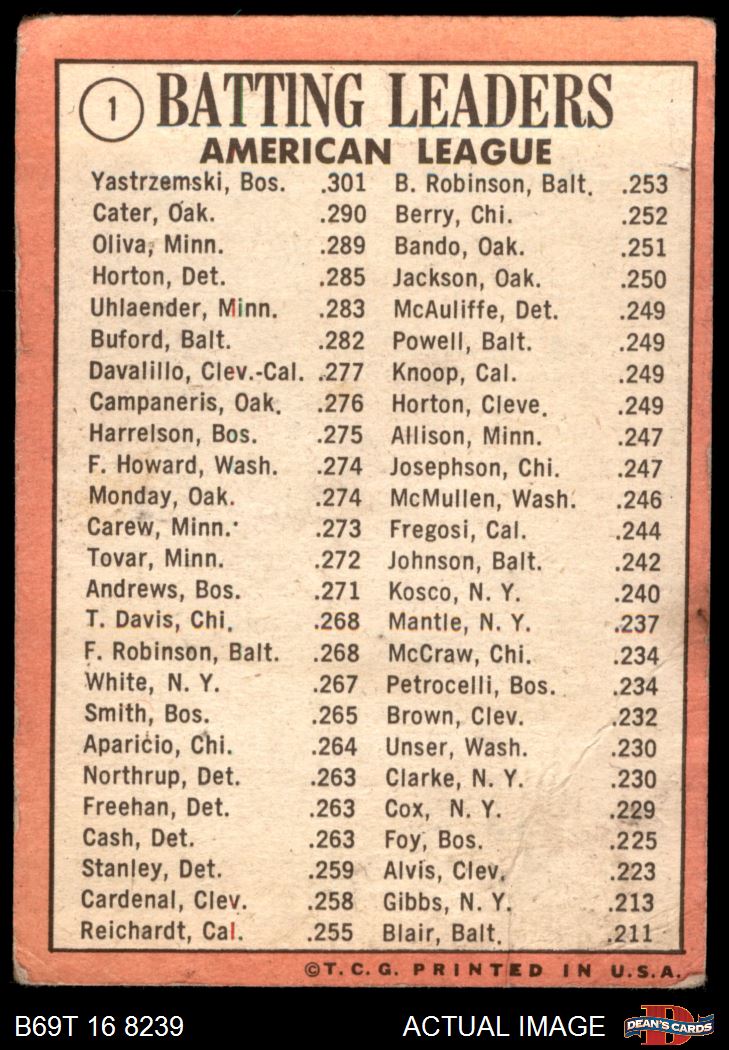 1 BATTING LEADERS
AMERICAN LEAGUE
Yastrzemski, Bos. .301
Cater, Oak. .290
Oliva, Minn. .289
Horton, Det. .285
Uhlaender, Minn. .283
Buford, Balt. .282
Davalillo, Clev.-Cal. .277
Campaneris, Oak. .276
Harrelson, Bos. .275
F. Howard, Wash. .274
Monday, Oak. .274
Carew, Minn. .273
Tovar, Minn. .272
Andrews, Bos. .271
T. Davis, Chi. .268
F. Robinson, Balt. .268
White, N. Y. .267
Smith, Bos. .265
Aparicio, Chi. .264
Northrup, Det. .263
Freehan, Det. .263
Cash, Det. .263
Stanley, Det. .259
Cardenal, Clev. .258
Reichardt, Cal. .255
B. Robinson, Balt. .253
Berry, Chi. .252
Bando, Oak. .251
Jackson, Oak. .250
McAuliffe, Det. .249
Powell, Balt. .249
Knoop, Cal. .249
Horton, Cleve. .249
Allison, Minn. .247
Josephson, Chi. .247
McMullen, Wash. .246
Fregosi, Cal. .244
Johnson, Balt. .242
Kosco, N. Y. .240
Mantle, N. Y. .237
McCraw, Chi. .234
Petrocelli, Bos. .234
Brown, Clev. .232
Unser, Wash. .230
Clarke, N. Y. .230
Cox, N. Y. .229
Foy, Bos. .225
Alvis, Clev. .223
Gibbs, N. Y. .213
Blair, Balt. .211
©T.C.G. PRINTED IN U.S.A.
B69T 16 8239 ACTUAL IMAGE
D
DEAN'S CARDS